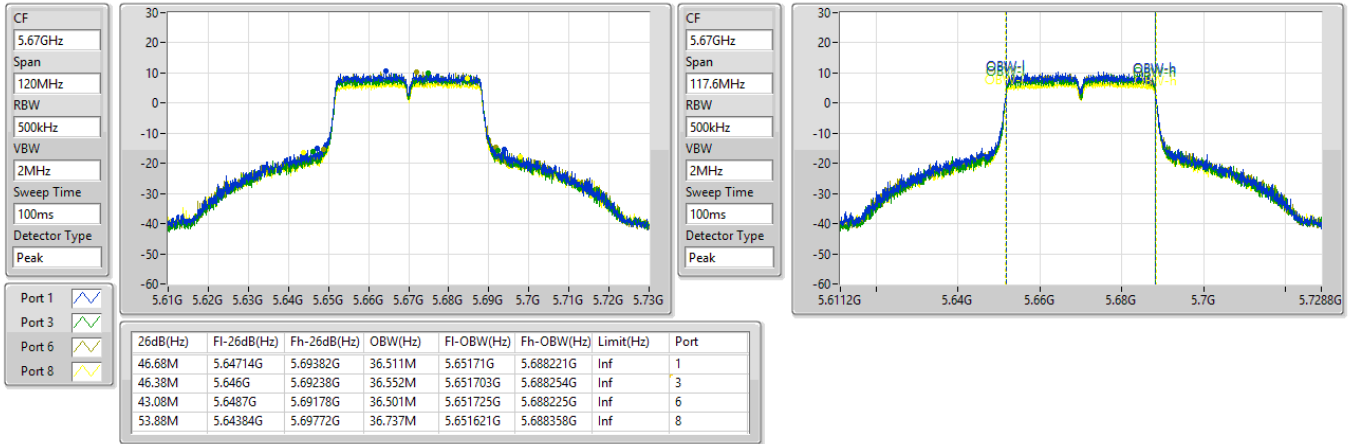 CF
5.67GHz
Span
120MHz
RBW
500kHz
VBW
2MHz
Sweep Time
100ms
Detector Type
Peak
30
20
10
0
-10
-20
-30
-40
-50
-60
5.61G 5.62G 5.63G 5.64G 5.65G 5.66G 5.67G 5.68G 5.69G 5.7G 5.71G 5.72G 5.73G
CF
5.67GHz
Span
117.6MHz
RBW
500kHz
VBW
2MHz
Sweep Time
100ms
Detector Type
Peak
30
20
10
0
-10
-20
-30
-40
-50
-60
OBW-l OBW-h
5.6112G 5.64G 5.66G 5.68G 5.7G 5.7288G
Port 1
Port 3
Port 6
Port 8
26dB(Hz) Fl-26dB(Hz) Fh-26dB(Hz) OBW(Hz) Fl-OBW(Hz) Fh-OBW(Hz) Limit(Hz) Port
46.68M 5.64714G 5.69382G 36.511M 5.65171G 5.688221G Inf 1
46.38M 5.646G 5.69238G 36.552M 5.651703G 5.688254G Inf 3
43.08M 5.6487G 5.69178G 36.501M 5.651725G 5.688225G Inf 6
53.88M 5.64384G 5.69772G 36.737M 5.651621G 5.688358G Inf 8